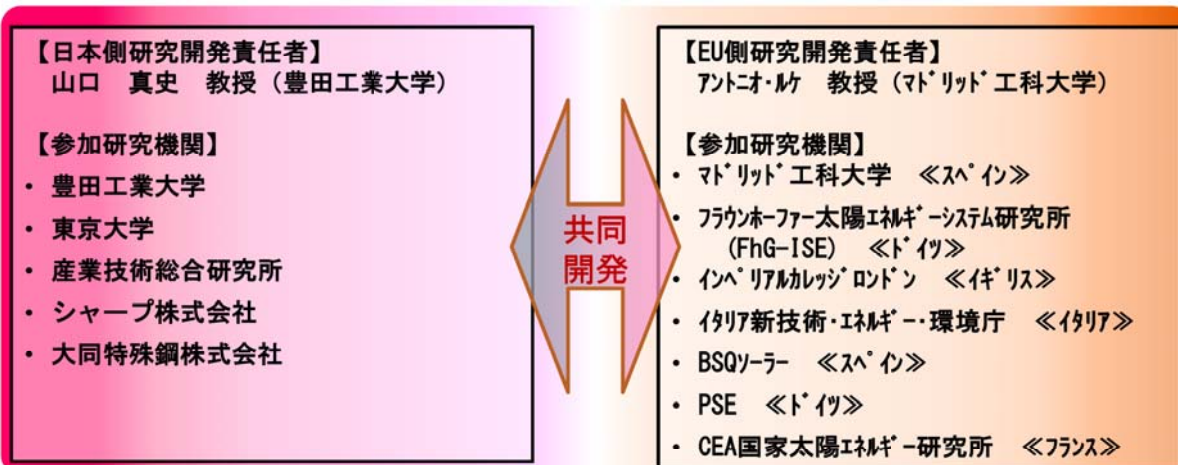 【日本側研究開発責任者】
山口　真史　教授（豊田工業大学）
【参加研究機関】
・ 豊田工業大学
・ 東京大学
・ 産業技術総合研究所
・ シャープ株式会社
・ 大同特殊鋼株式会社
共同
開発
【EU側研究開発責任者】
ｱﾝﾄﾆｵ･ﾙｹ　教授（ﾏﾄﾞﾘｯﾄﾞ工科大学）
【参加研究機関】
・ ﾏﾄﾞﾘｯﾄﾞ工科大学　≪ｽﾍﾟｲﾝ≫
・ ﾌﾗｳﾝﾎｰﾌｧｰ太陽ｴﾈﾙｷﾞｰｼｽﾃﾑ研究所
(FhG-ISE)　≪ﾄﾞｲﾂ≫
・ ｲﾝﾍﾟﾘｱﾙｶﾚｯｼﾞﾛﾝﾄﾞﾝ　≪ｲｷﾞﾘｽ≫
・ ｲﾀﾘｱ新技術･ｴﾈﾙｷﾞｰ･環境庁　≪ｲﾀﾘｱ≫
・ BSQｿｰﾗｰ　≪ｽﾍﾟｲﾝ≫
・ PSE　≪ﾄﾞｲﾂ≫
・ CEA国家太陽ｴﾈﾙｷﾞｰ研究所　≪ﾌﾗﾝｽ≫